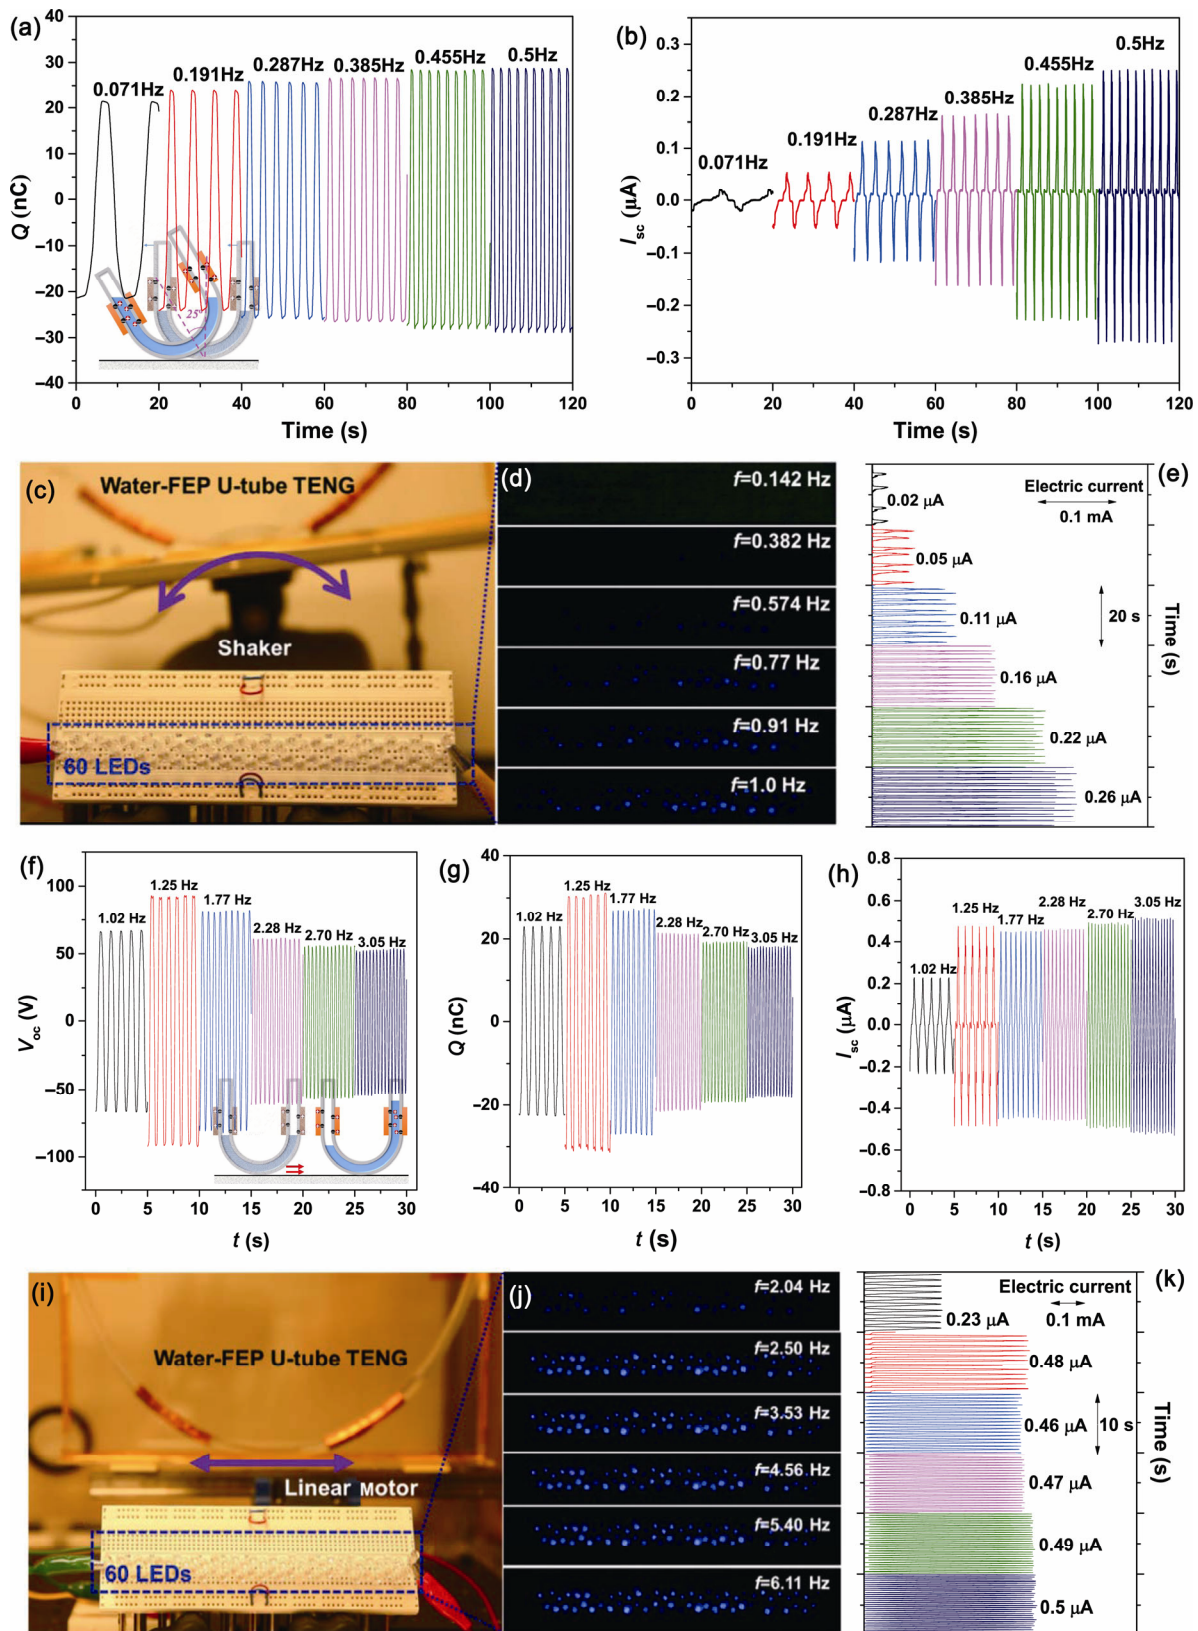 (a)
40
30
20
10
0
−10
−20
−30
−40
Q (nC)
0.071Hz
0.191Hz
0.287Hz
0.385Hz
0.455Hz
0.5Hz
25°
0 20 40 60 80 100 120
Time (s)
(b)
0.3
0.2
0.1
0.0
−0.1
−0.2
−0.3
Isc (µA)
0.071Hz
0.191Hz
0.287Hz
0.385Hz
0.455Hz
0.5Hz
0 20 40 60 80 100 120
Time (s)
(c)
Water-FEP U-tube TENG
Shaker
60 LEDs
(d)
f=0.142 Hz
f=0.382 Hz
f=0.574 Hz
f=0.77 Hz
f=0.91 Hz
f=1.0 Hz
(e)
Electric current
0.1 mA
0.02 µA
0.05 µA
0.11 µA
20 s
0.16 µA
0.22 µA
0.26 µA
Time (s)
(f)
100
50
0
−50
−100
Voc (V)
1.02 Hz
1.25 Hz
1.77 Hz
2.28 Hz
2.70 Hz
3.05 Hz
0 5 10 15 20 25 30
t (s)
(g)
40
20
0
−20
−40
Q (nC)
1.02 Hz
1.25 Hz
1.77 Hz
2.28 Hz
2.70 Hz
3.05 Hz
0 5 10 15 20 25 30
t (s)
(h)
0.8
0.6
0.4
0.2
0.0
−0.2
−0.4
−0.6
−0.8
Isc (µA)
1.02 Hz
1.25 Hz
1.77 Hz
2.28 Hz
2.70 Hz
3.05 Hz
0 5 10 15 20 25 30
t (s)
(i)
Water-FEP U-tube TENG
Linear Motor
60 LEDs
(j)
f=2.04 Hz
f=2.50 Hz
f=3.53 Hz
f=4.56 Hz
f=5.40 Hz
f=6.11 Hz
(k)
Electric current
0.1 mA
0.23 µA
0.48 µA
0.46 µA
10 s
0.47 µA
0.49 µA
0.5 µA
Time (s)